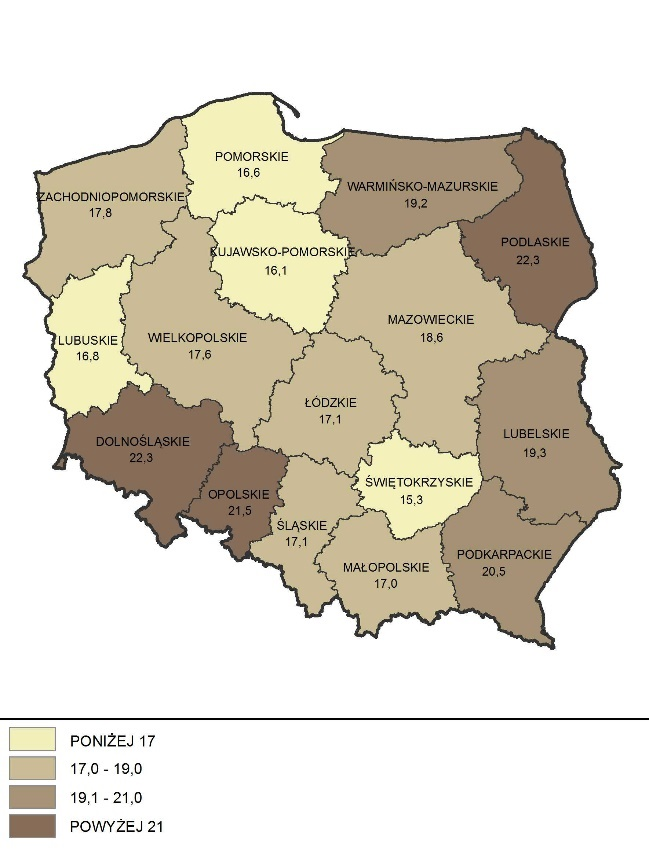 POMORSKIE
16,6
WARMIŃSKO-MAZURSKIE
19,2
ZACHODNIOPOMORSKIE
17,8
PODLASKIE
22,3
KUJAWSKO-POMORSKIE
16,1
MAZOWIECKIE
18,6
LUBUSKIE
16,8
WIELKOPOLSKIE
17,6
ŁÓDZKIE
17,1
LUBELSKIE
19,3
DOLNOŚLĄSKIE
22,3
ŚWIĘTOKRZYSKIE
15,3
OPOLSKIE
21,5
ŚLĄSKIE
17,1
PODKARPACKIE
20,5
MAŁOPOLSKIE
17,0
PONIŻEJ 17
17,0 - 19,0
19,1 - 21,0
POWYŻEJ 21